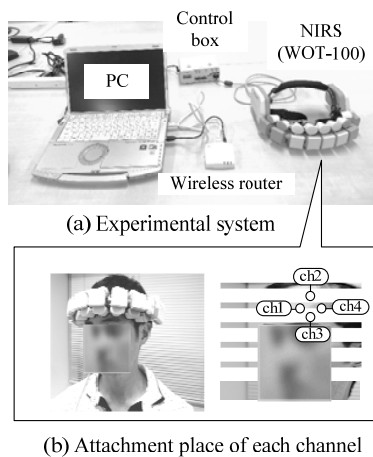 Control
box
NIRS
(WOT-100)
PC
Wireless router
(a) Experimental system
ch2
ch1
ch4
ch3
(b) Attachment place of each channel